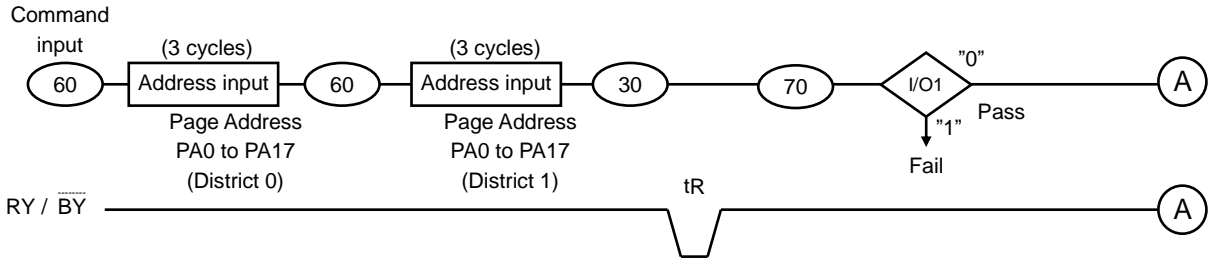 Command
input
(3 cycles)
(3 cycles)
60
Address input
60
Address input
30
70
I/O1
”0”
A
Page Address
PA0 to PA17
(District 0)
Page Address
PA0 to PA17
(District 1)
”1”
Pass
Fail
tR
RY / BY
A